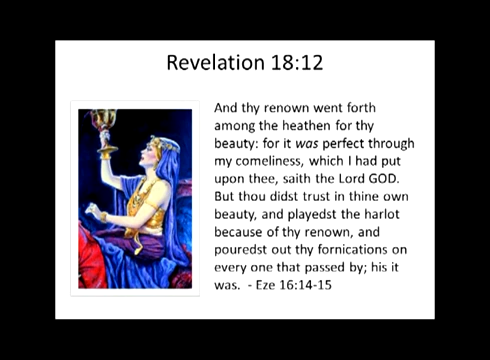 Revelation 18:12
And thy renown went forth
among the heathen for thy
beauty: for it was perfect through
my comeliness, which I had put
upon thee, saith the Lord GOD.
But thou didst trust in thine own
beauty, and playedst the harlot
because of thy renown, and
pouredst out thy fornications on
every one that passed by; his it
was. - Eze 16:14-15